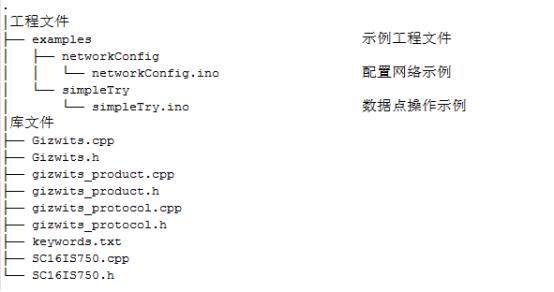 .
|工程文件
├── examples 示例工程文件
│   ├── networkConfig
│   │   └── networkConfig.ino 配置网络示例
│   └── simpleTry
│       └── simpleTry.ino 数据点操作示例
|库文件
├── Gizwits.cpp
├── Gizwits.h
├── gizwits_product.cpp
├── gizwits_product.h
├── gizwits_protocol.cpp
├── gizwits_protocol.h
├── keywords.txt
├── SC16IS750.cpp
└── SC16IS750.h